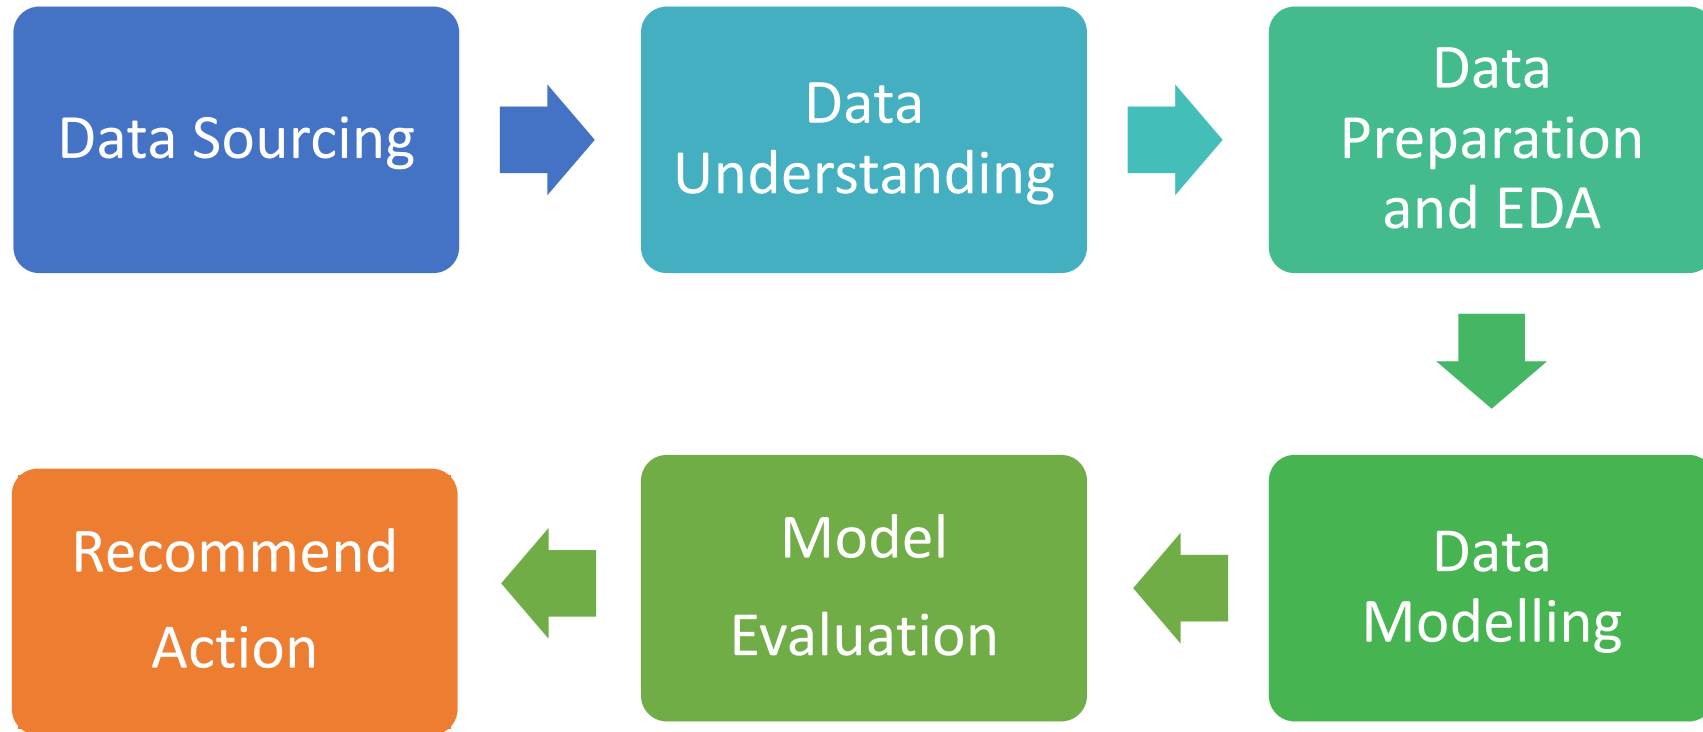 Data Sourcing
Data
Understanding
Data
Preparation
and EDA
Data
Modelling
Model
Evaluation
Recommend
Action